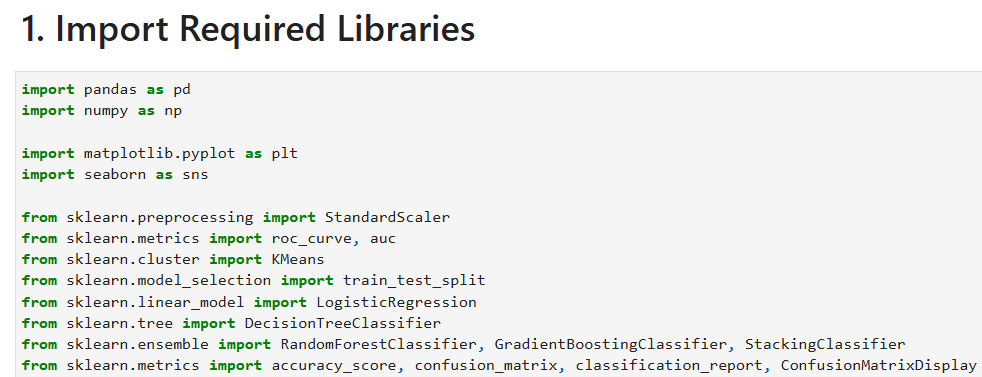 1. Import Required Libraries
import pandas as pd
import numpy as np
import matplotlib.pyplot as plt
import seaborn as sns
from sklearn.preprocessing import StandardScaler
from sklearn.metrics import roc_curve, auc
from sklearn.cluster import KMeans
from sklearn.model_selection import train_test_split
from sklearn.linear_model import LogisticRegression
from sklearn.tree import DecisionTreeClassifier
from sklearn.ensemble import RandomForestClassifier, GradientBoostingClassifier, StackingClassifier
from sklearn.metrics import accuracy_score, confusion_matrix, classification_report, ConfusionMatrixDisplay